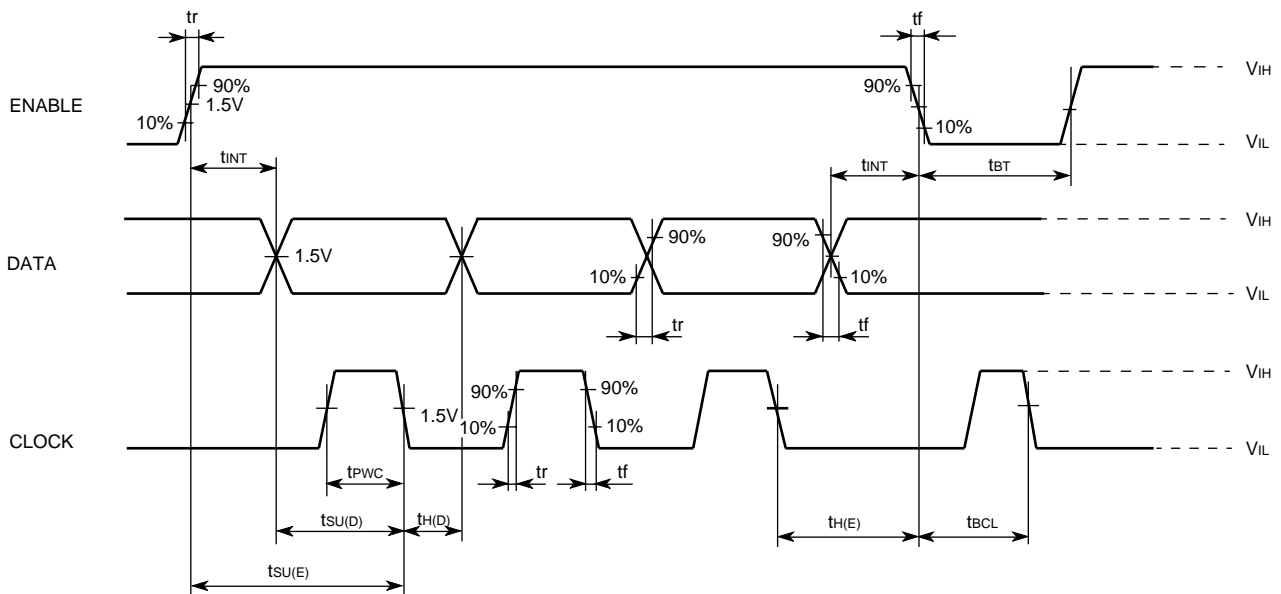 tr
tf
ENABLE
90%
1.5V
10%
90%
10%
VIH
VIL
tINT
tINT
tBT
DATA
1.5V
90%
10%
90%
10%
VIH
VIL
tr
tf
CLOCK
1.5V
90%
10%
90%
10%
VIH
VIL
tPWC
tr
tf
tSU(D)
tH(D)
tH(E)
tBCL
tSU(E)